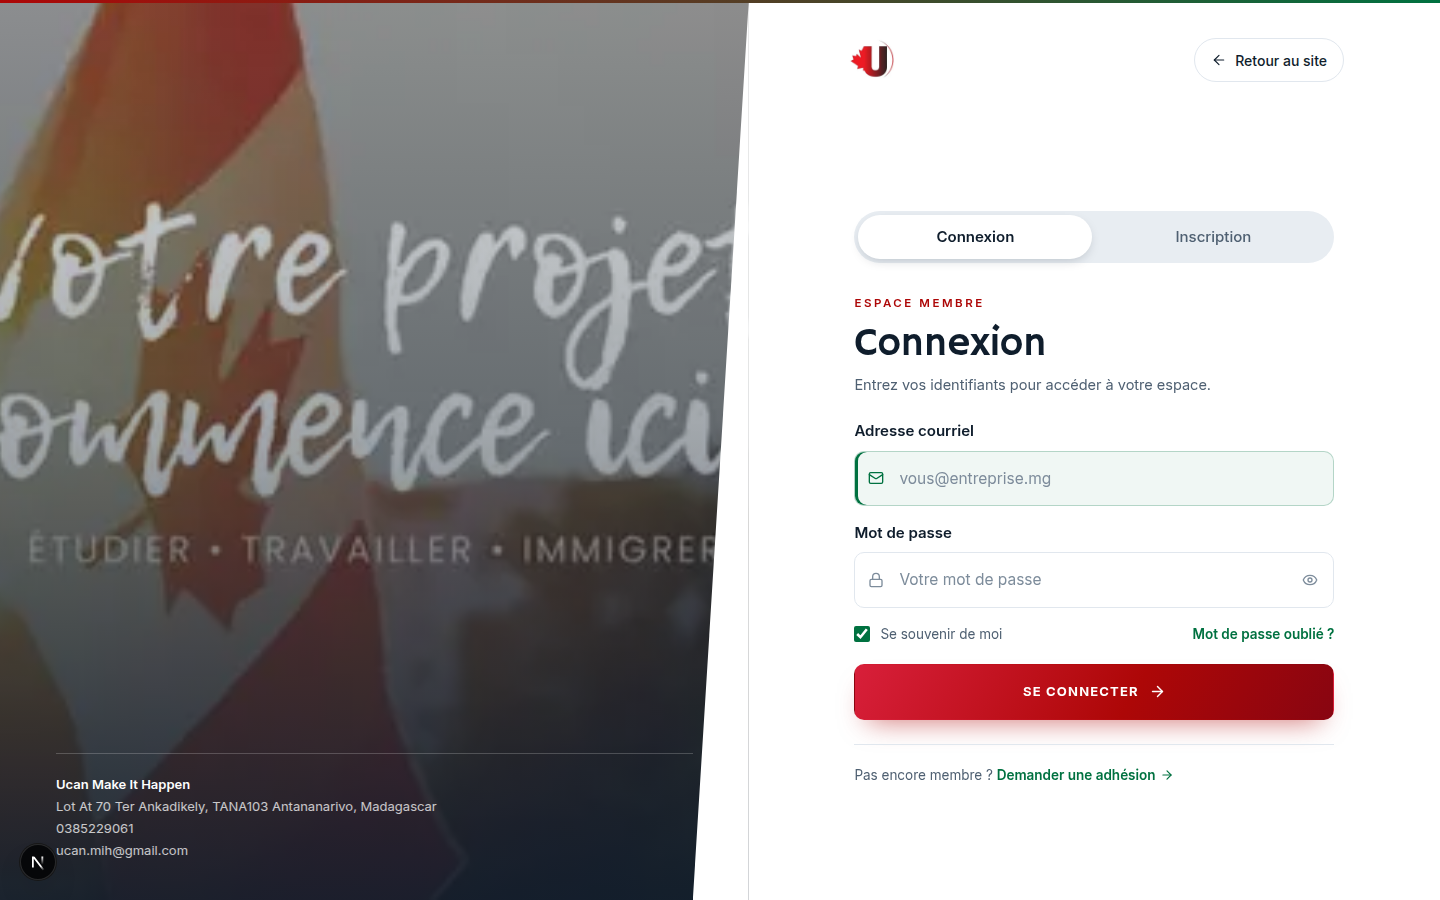 Votre projet
commence ici
ÉTUDIER • TRAVAILLER • IMMIGRER
Ucan Make It Happen
Lot At 70 Ter Ankadikely, TANA103 Antananarivo, Madagascar
0385229061
ucan.mih@gmail.com
N
U
Retour au site
Connexion
Inscription
ESPACE MEMBRE
Connexion
Entrez vos identifiants pour accéder à votre espace.
Adresse courriel
vous@entreprise.mg
Mot de passe
Votre mot de passe
Se souvenir de moi
Mot de passe oublié ?
SE CONNECTER
Pas encore membre ? Demander une adhésion